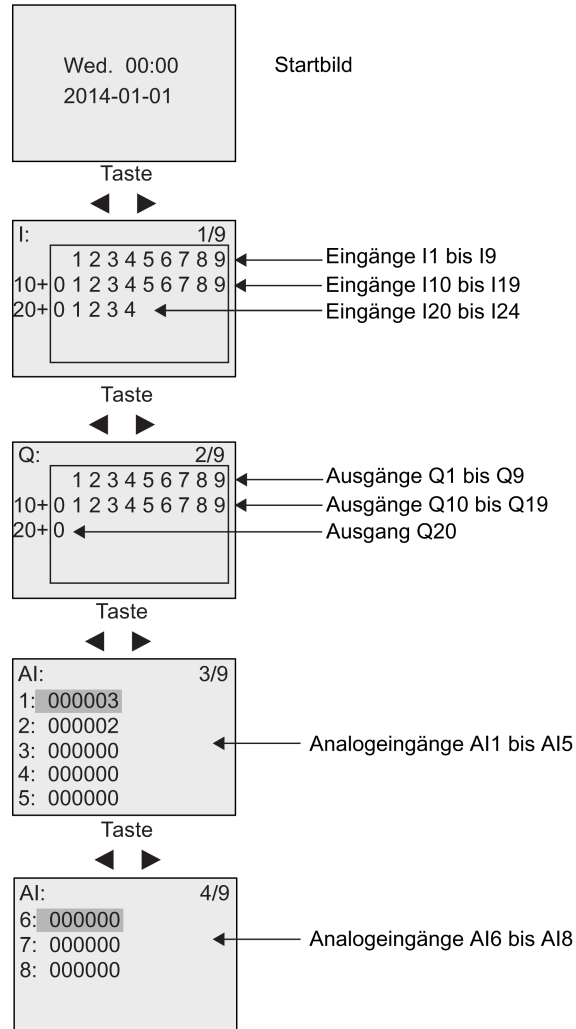 Wed. 00:00 Startbild
2014-01-01
Taste
I: 1/9
1 2 3 4 5 6 7 8 9 Eingänge I1 bis I9
10+ 0 1 2 3 4 5 6 7 8 9 Eingänge I10 bis I19
20+ 0 1 2 3 4 Eingänge I20 bis I24
Taste
Q: 2/9
1 2 3 4 5 6 7 8 9 Ausgänge Q1 bis Q9
10+ 0 1 2 3 4 5 6 7 8 9 Ausgänge Q10 bis Q19
20+ 0 Ausgang Q20
Taste
AI: 3/9
1: 000003
2: 000002
3: 000000 Analogeingänge AI1 bis AI5
4: 000000
5: 000000
Taste
AI: 4/9
6: 000000
7: 000000 Analogeingänge AI6 bis AI8
8: 000000